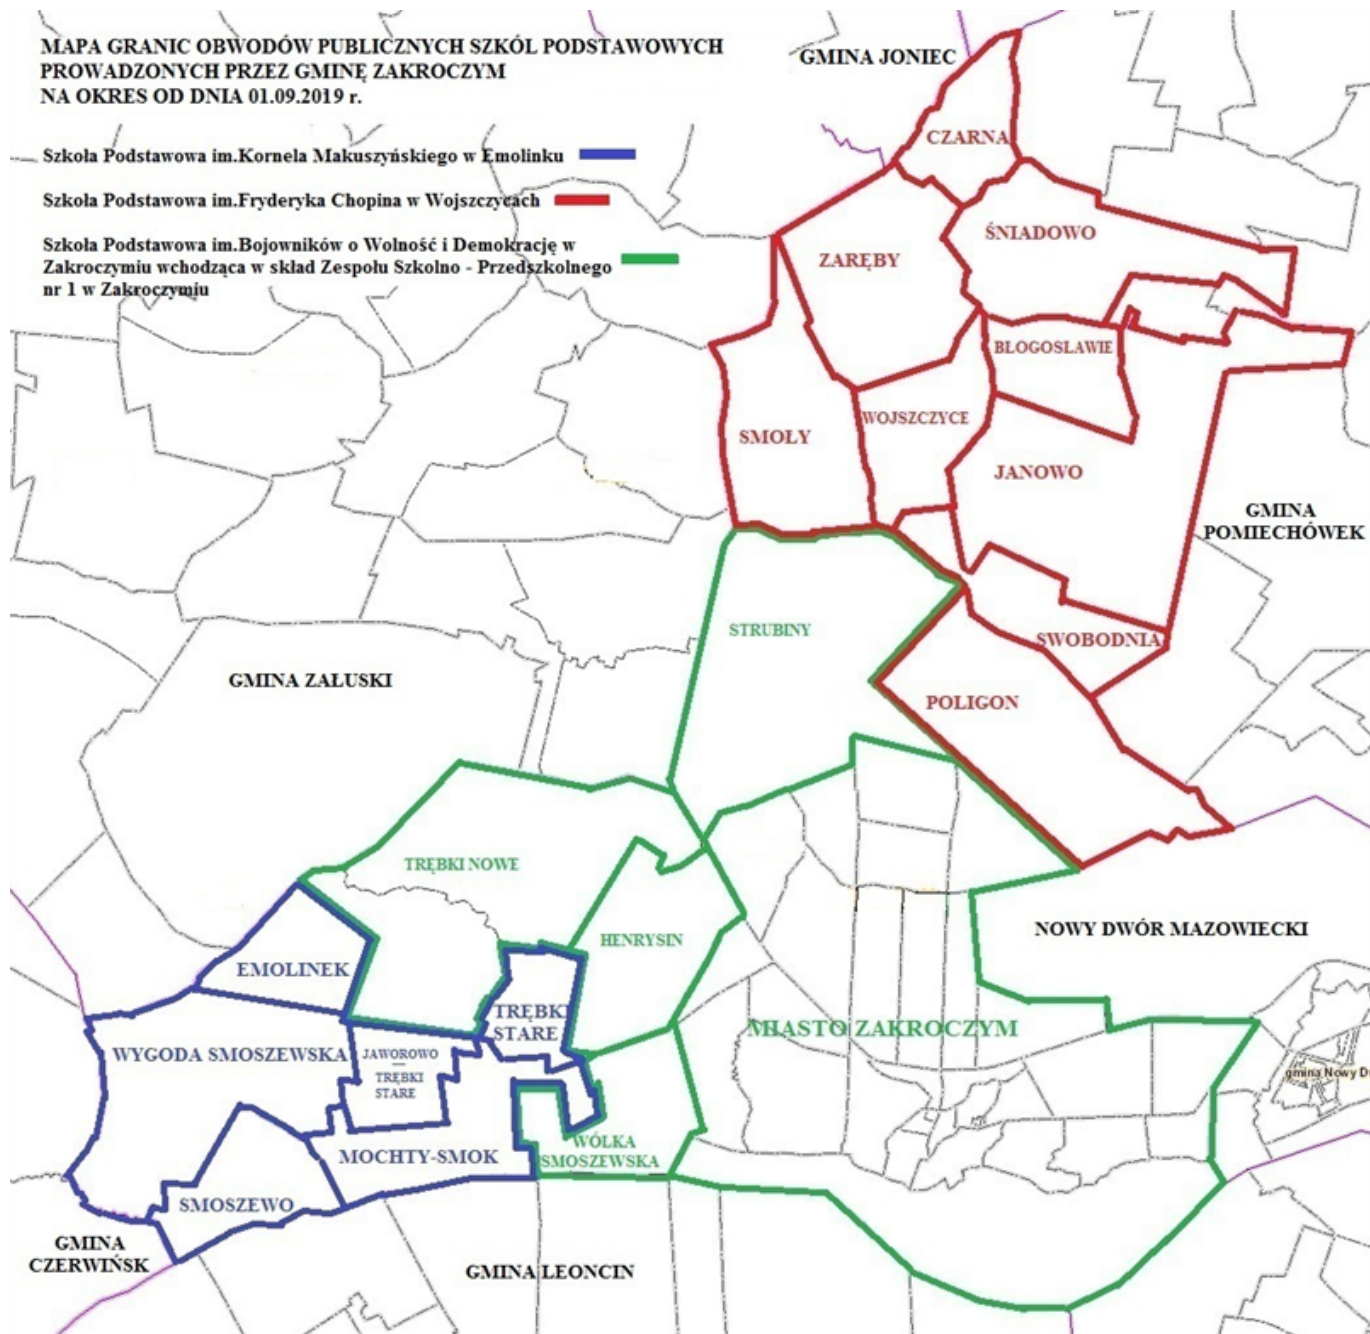 MAPA GRANIC OBWODÓW PUBLICZNYCH SZKÓL PODSTAWOWYCH
PROWADZONYCH PRZEZ GMINĘ ZAKROCZYM
NA OKRES OD DNIA 01.09.2019 r.
GMINA JONIEC
CZARNA
Szkoła Podstawowa im.Kornela Makuszyńskiego w Emolinku
Szkoła Podstawowa im.Fryderyka Chopina w Wojszczycach
Szkoła Podstawowa im.Bojowników o Wolność i Demokrację w
Zakroczymiu wchodząca w skład Zespołu Szkolno - Przedszkolnego
nr 1 w Zakroczymiu
ŚNIADOWO
ZARĘBY
BŁOGOSLAWIE
WOJSZCZYCE
SMOŁY
JANOWO
GMINA
POMIECHÓWEK
STRUBINY
SWOBODNIA
GMINA ZAŁUSKI
POLIGON
TRĘBKI NOWE
HENRYSIN
NOWY DWÓR MAZOWIECKI
EMOLINEK
TRĘBKI
STARE
MIASTO ZAKROCZYM
WYGODA SMOSZEWSKA
JAWOROWO
—
TRĘBKI
STARE
gmina Nowy D
MOCHTY-SMOK
WÓLKA
SMOSZEWSKA
SMOSZEWO
GMINA
CZERWIŃSK
GMINA LEONCIN